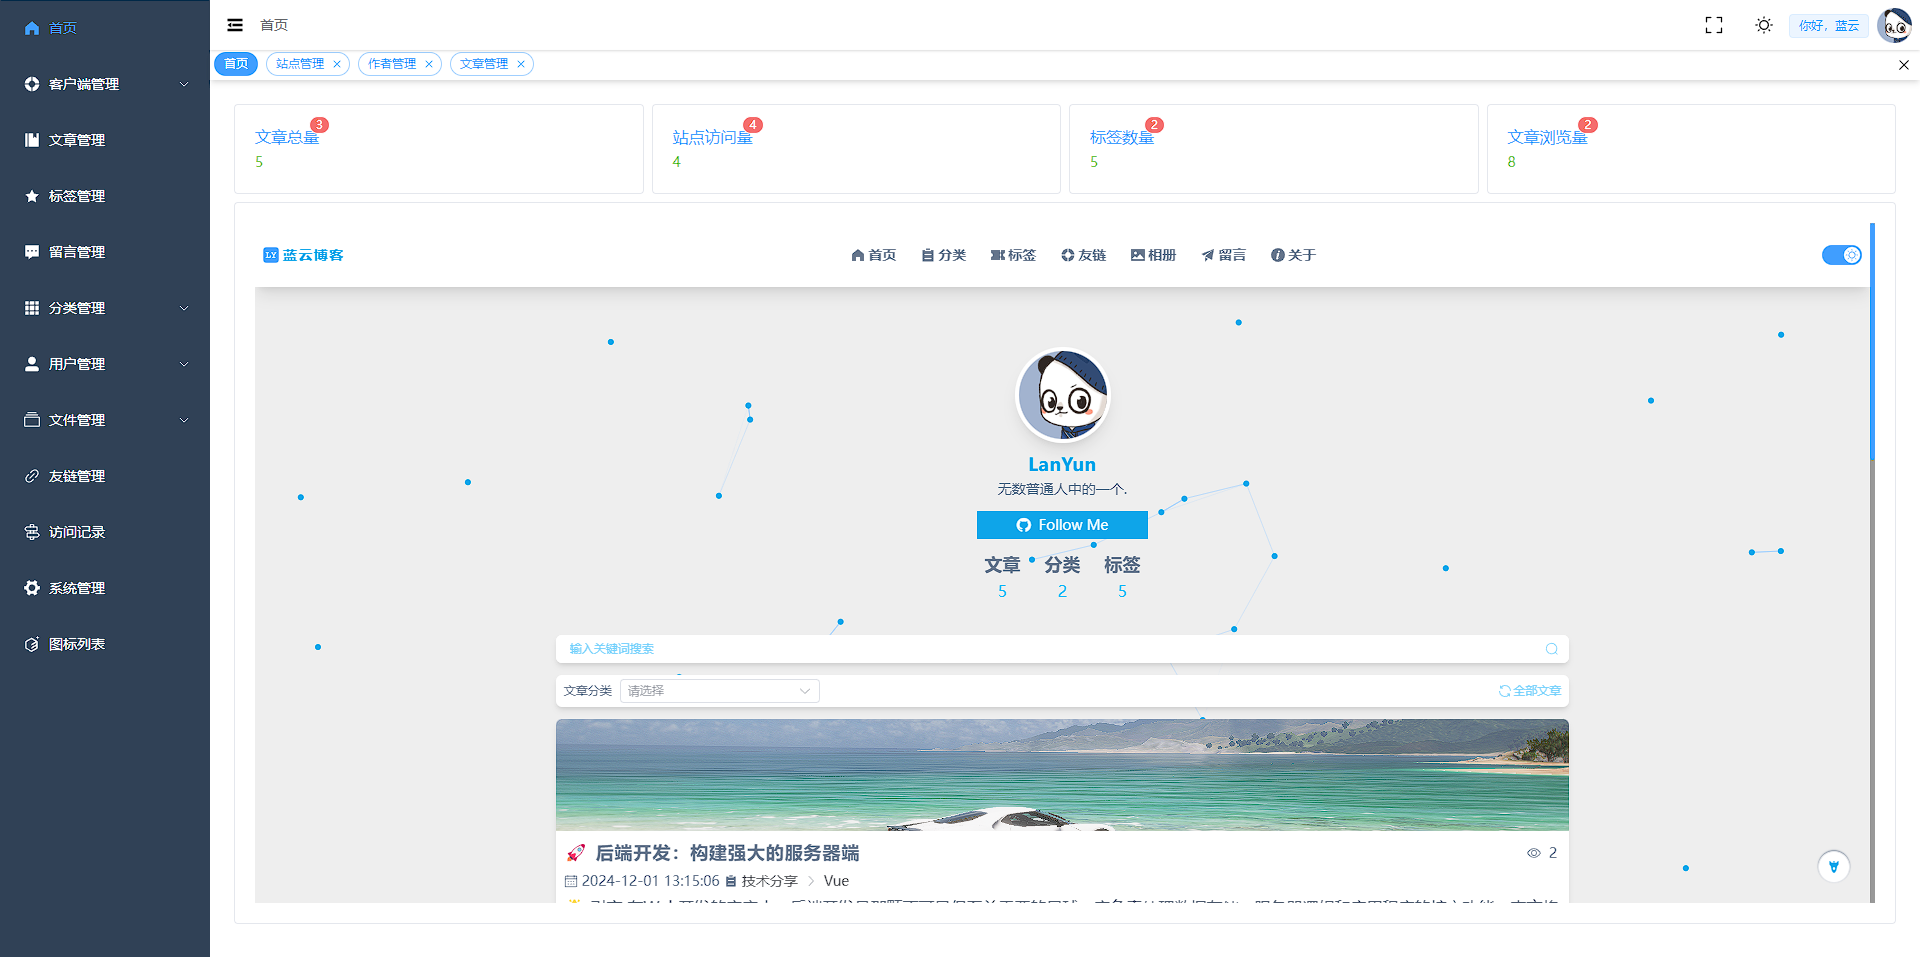 首页
客户端管理
文章管理
标签管理
留言管理
分类管理
用户管理
文件管理
友链管理
访问记录
系统管理
图标列表
首页
你好，蓝云
首页 站点管理 作者管理 文章管理
文章总量 3
5
站点访问量 4
4
标签数量 2
5
文章浏览量 2
8
LY 蓝云博客 首页 分类 标签 友链 相册 留言 关于
LanYun
无数普通人中的一个.
Follow Me
文章 分类 标签
5 2 5
输入关键词搜索
文章分类 请选择 全部文章
🚀 后端开发：构建强大的服务器端 2
2024-12-01 13:15:06 技术分享 > Vue